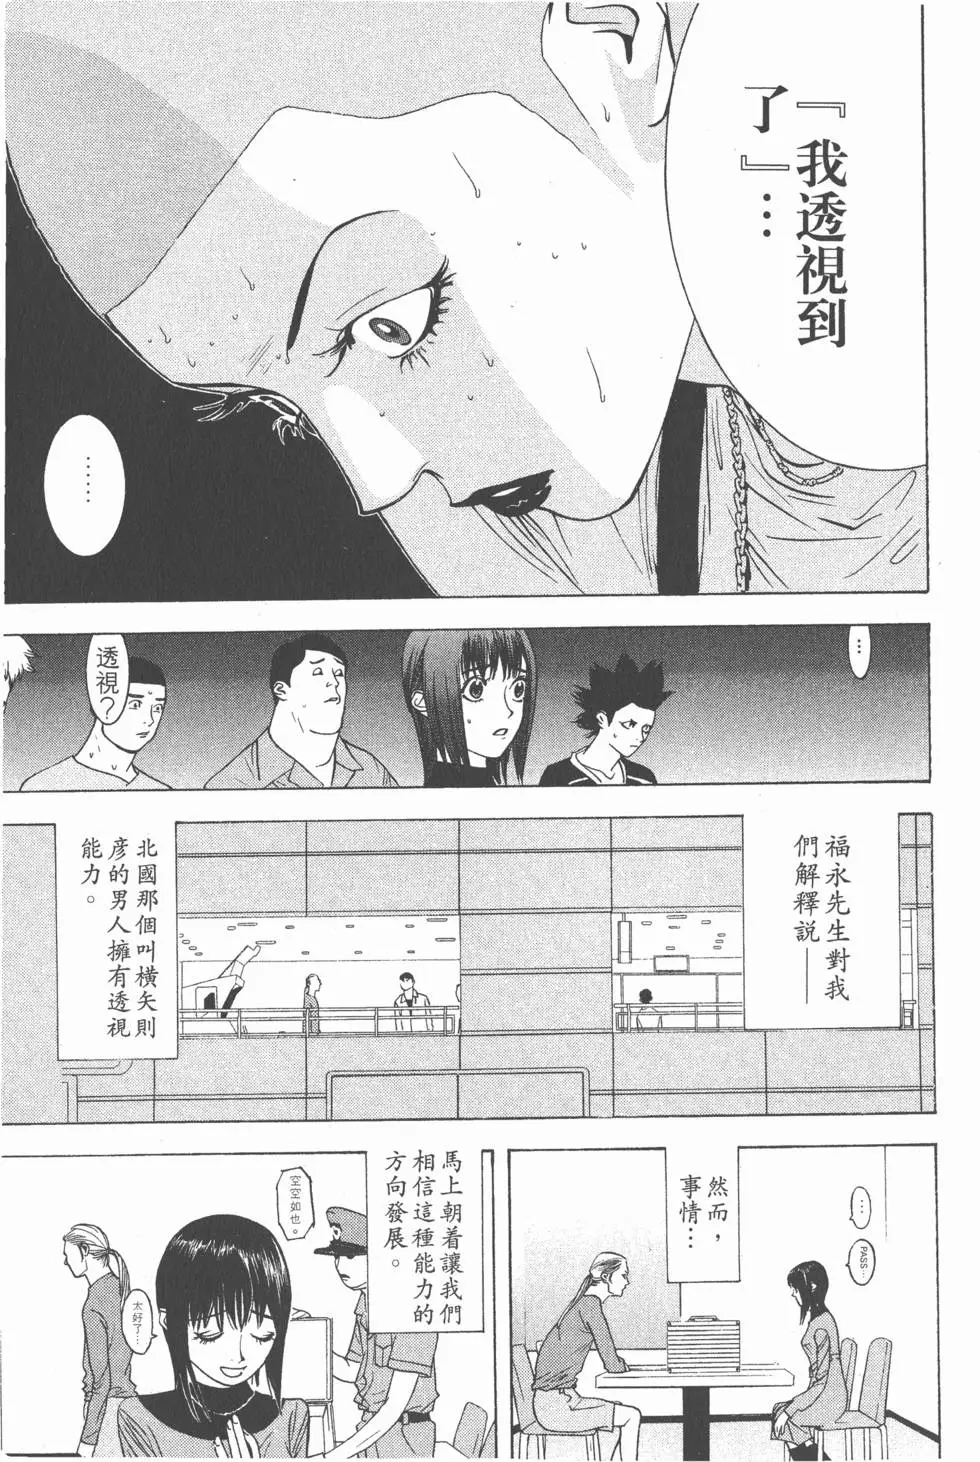 『我透視到
了』…
……
…
透視?
福永先生對我
們解釋說——
北國那個叫橫矢則
彥的男人擁有透視
能力。
然而，
事情…
…
PASS…
馬上朝着讓我們
相信這種能力的
方向發展。
空空如也。
太好了…